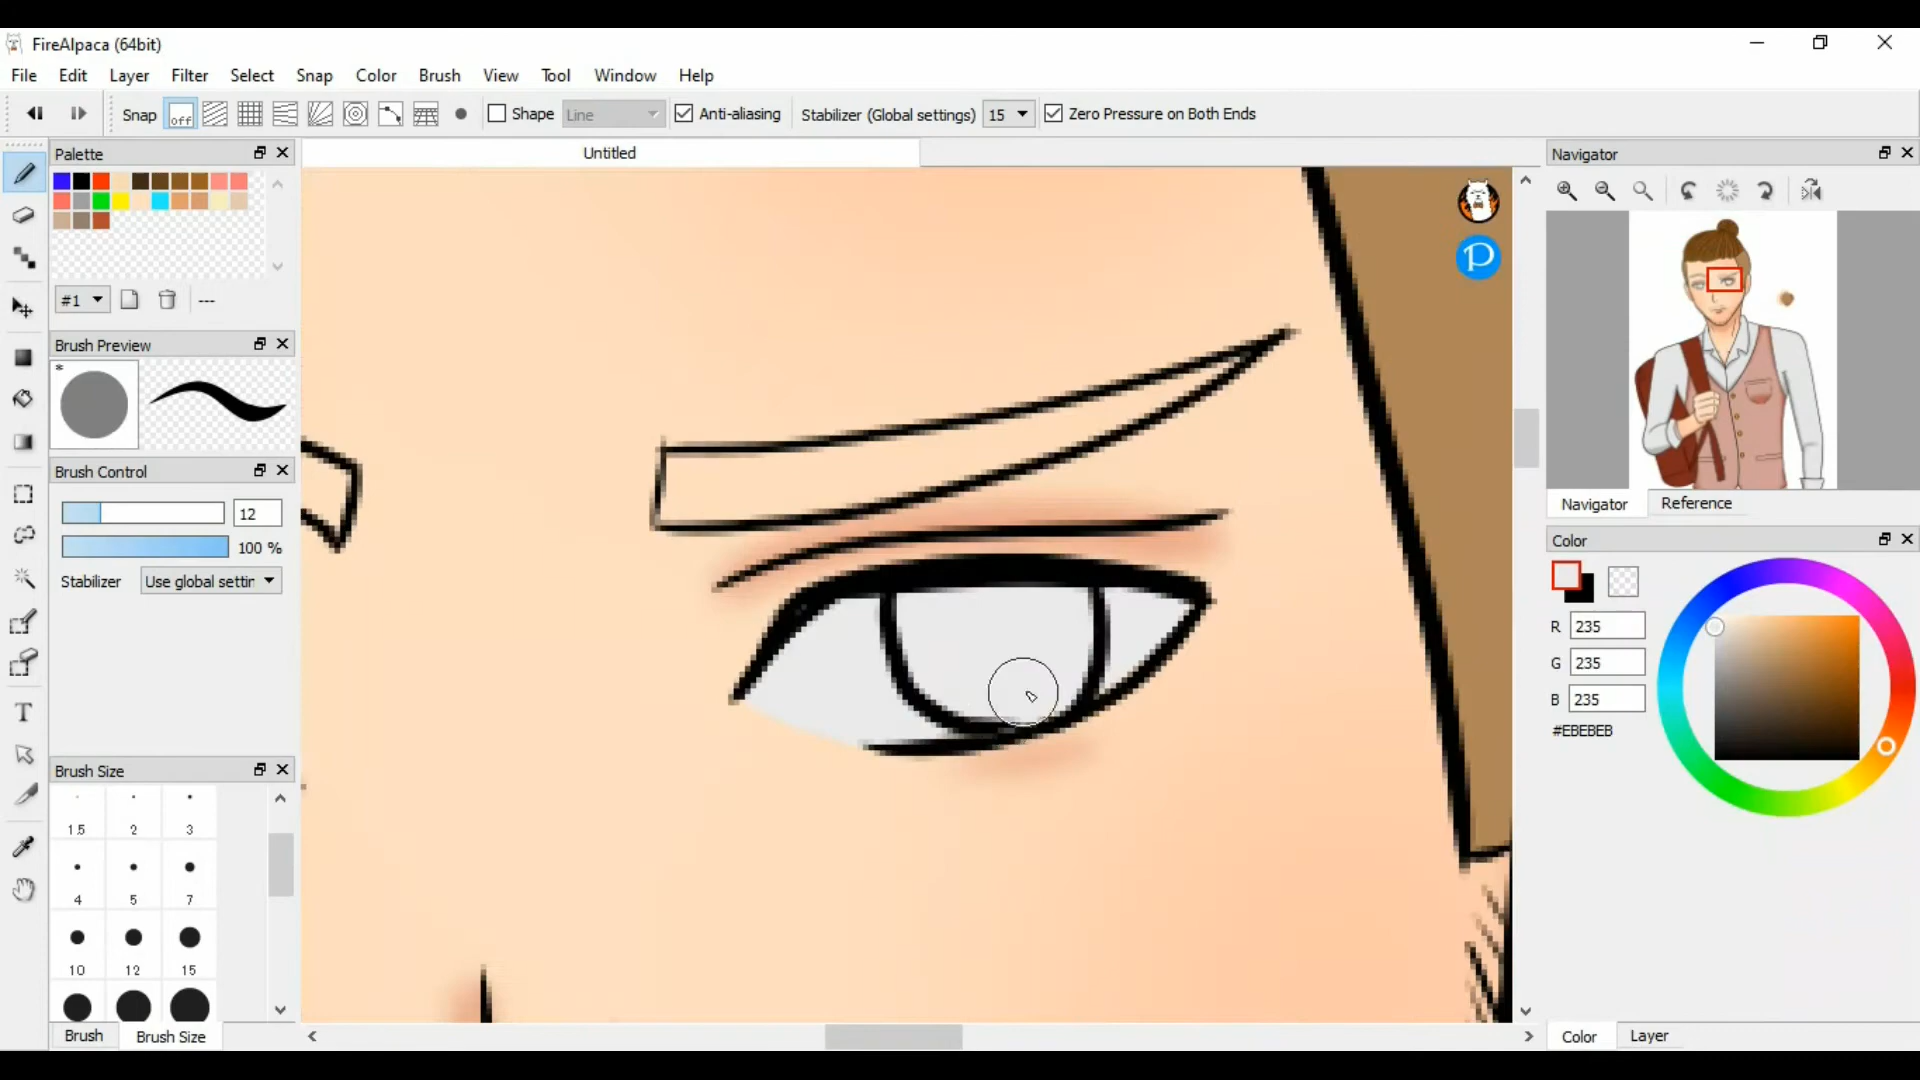 FireAlpaca (64bit)
File Edit Layer Filter Select Snap Color Brush View Tool Window Help
Snap off Shape Line Anti-aliasing Stabilizer (Global settings) 15 Zero Pressure on Both Ends
Palette
Untitled
Navigator
#1
---
Brush Preview
*
Brush Control
12
100 %
Stabilizer Use global settin
Navigator Reference
Color
R 235
G 235
B 235
#EBEBEB
Brush Size
1.5 2 3
4 5 7
10 12 15
Brush Brush Size
Color Layer
T
P